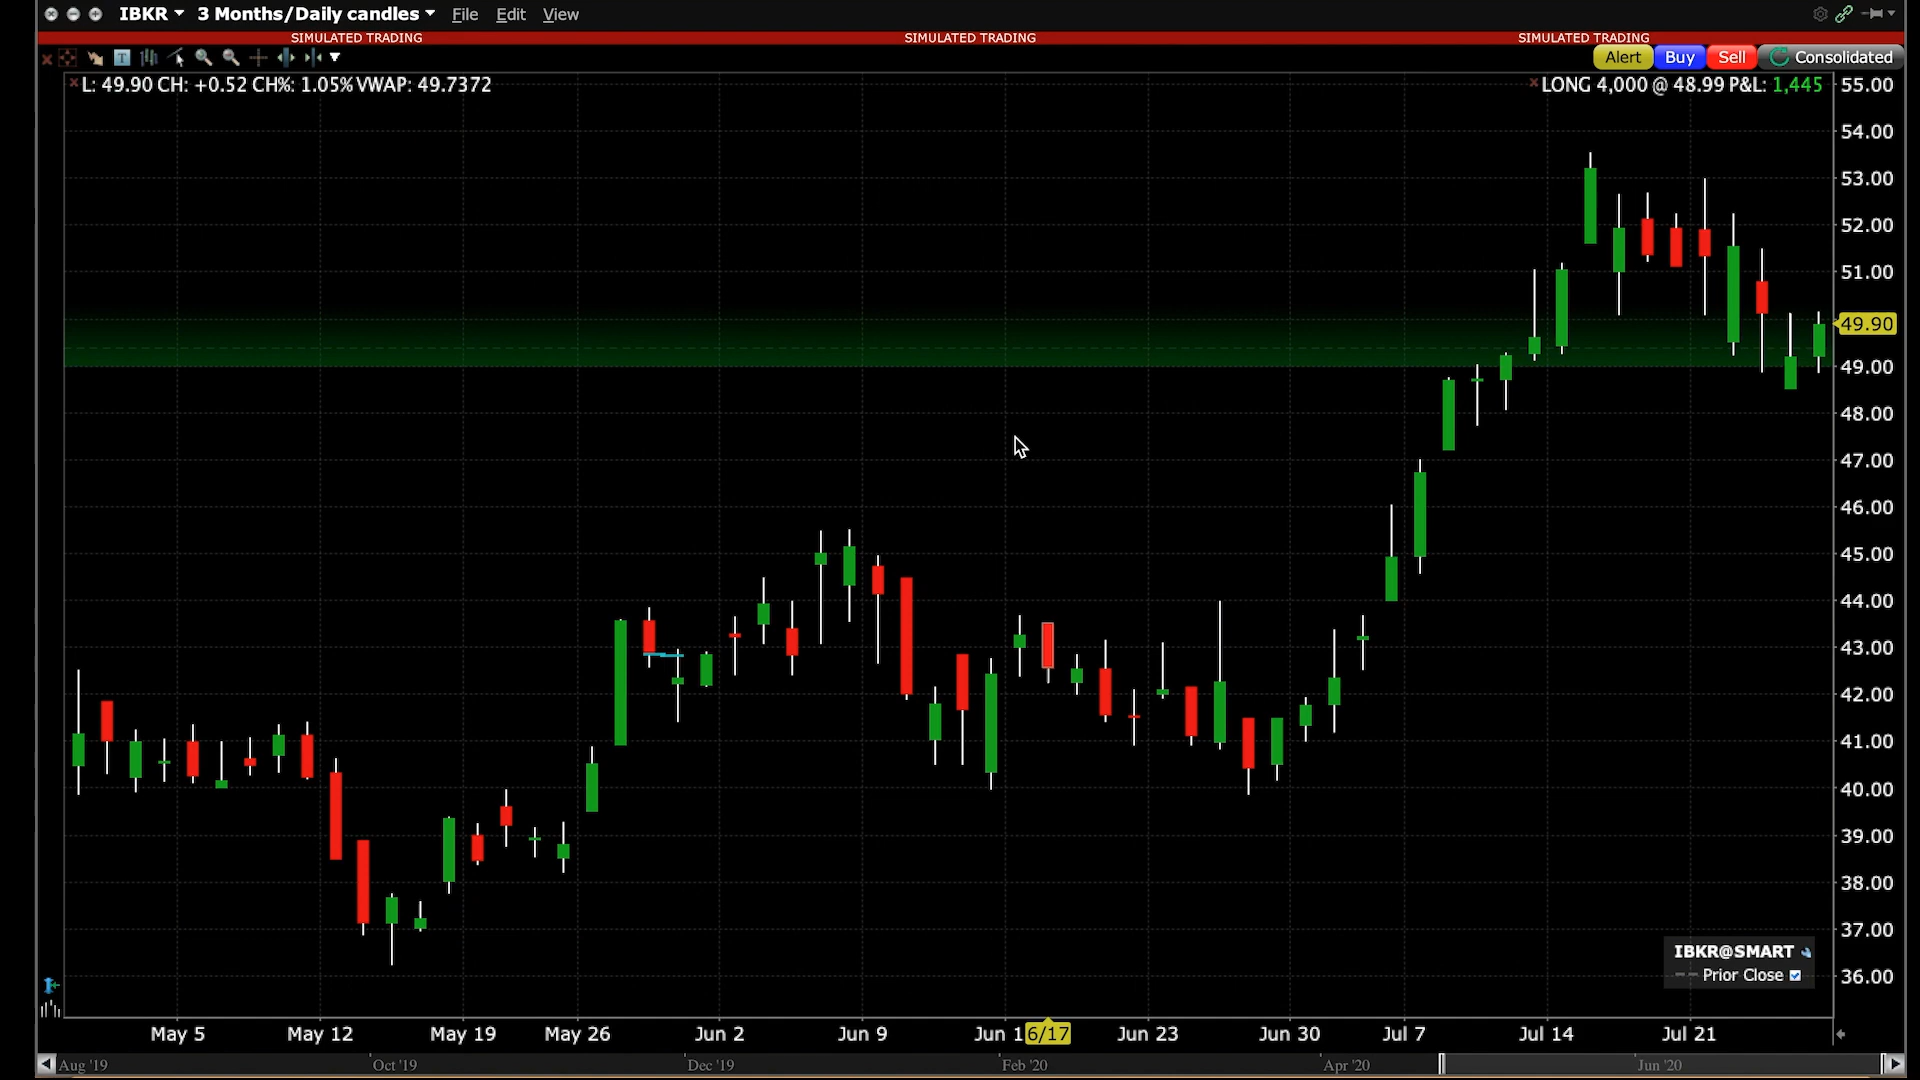 IBKR 3 Months/Daily candles File Edit View
SIMULATED TRADING SIMULATED TRADING SIMULATED TRADING
T Alert Buy Sell Consolidated
L: 49.90 CH: +0.52 CH%: 1.05% VWAP: 49.7372 LONG 4,000 @ 48.99 P&L: 1,445
55.00
54.00
53.00
52.00
51.00
49.90
49.00
48.00
47.00
46.00
45.00
44.00
43.00
42.00
41.00
40.00
39.00
38.00
37.00
IBKR@SMART
Prior Close
36.00
May 5 May 12 May 19 May 26 Jun 2 Jun 9 Jun 1 6/17 Jun 23 Jun 30 Jul 7 Jul 14 Jul 21
Aug '19 Oct '19 Dec '19 Feb '20 Apr '20 Jun '20